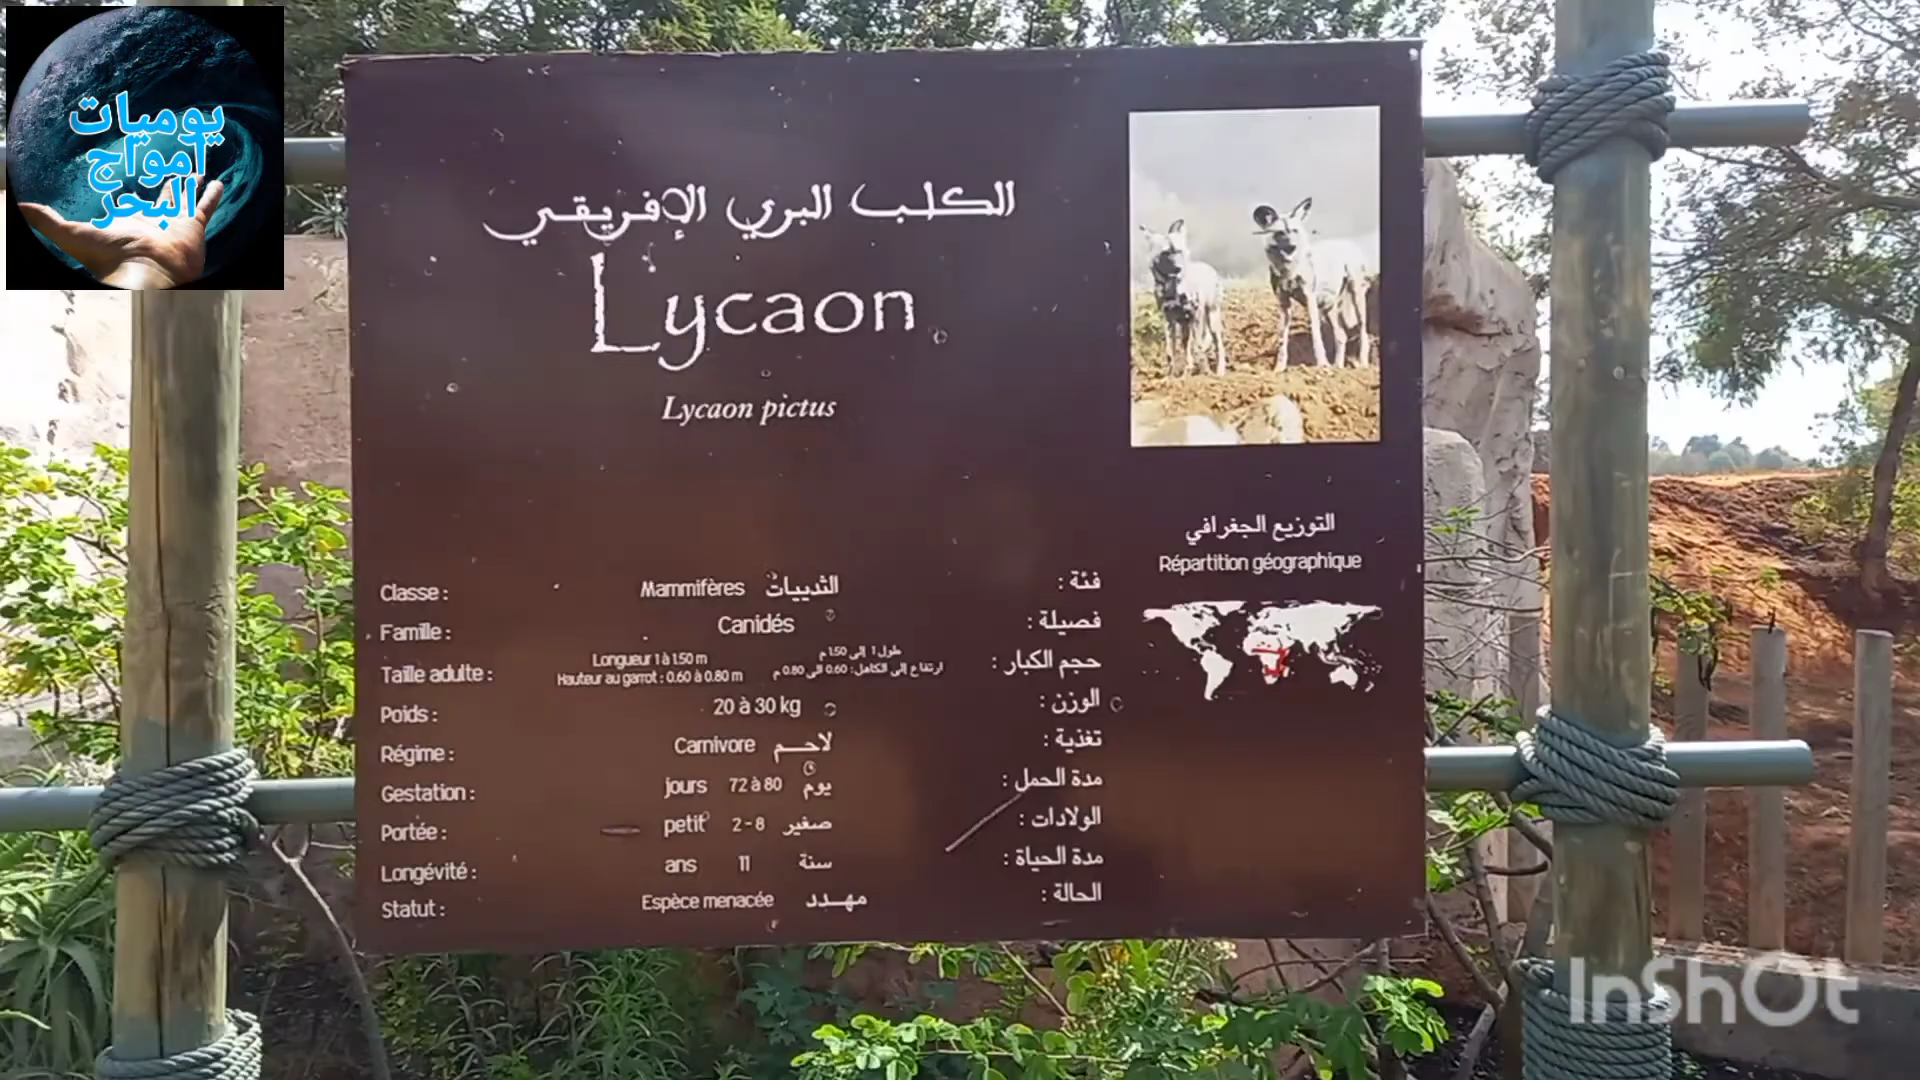 يوميات
أمواج
البحر
الكلب البري الإفريقي
Lycaon
Lycaon pictus
التوزيع الجغرافي
Répartition géographique
Classe : Mammifères الثدييات فئة :
Famille : Canidés فصيلة :
Taille adulte : Longueur 1 à 1.50 m طول 1 إلى 1.50 م حجم الكبار :
Hauteur au garrot : 0.60 à 0.80 m ارتفاع إلى الكاهل : 0.60 الى 0.80 م
Poids : 20 à 30 kg الوزن :
Régime : Carnivore لاحم تغذية :
Gestation : jours 72 à 80 يوم مدة الحمل :
Portée : petit 2 - 8 صغير الولادات :
Longévité : ans 11 سنة مدة الحياة :
Statut : Espèce menacée مهدد الحالة :
InShOt